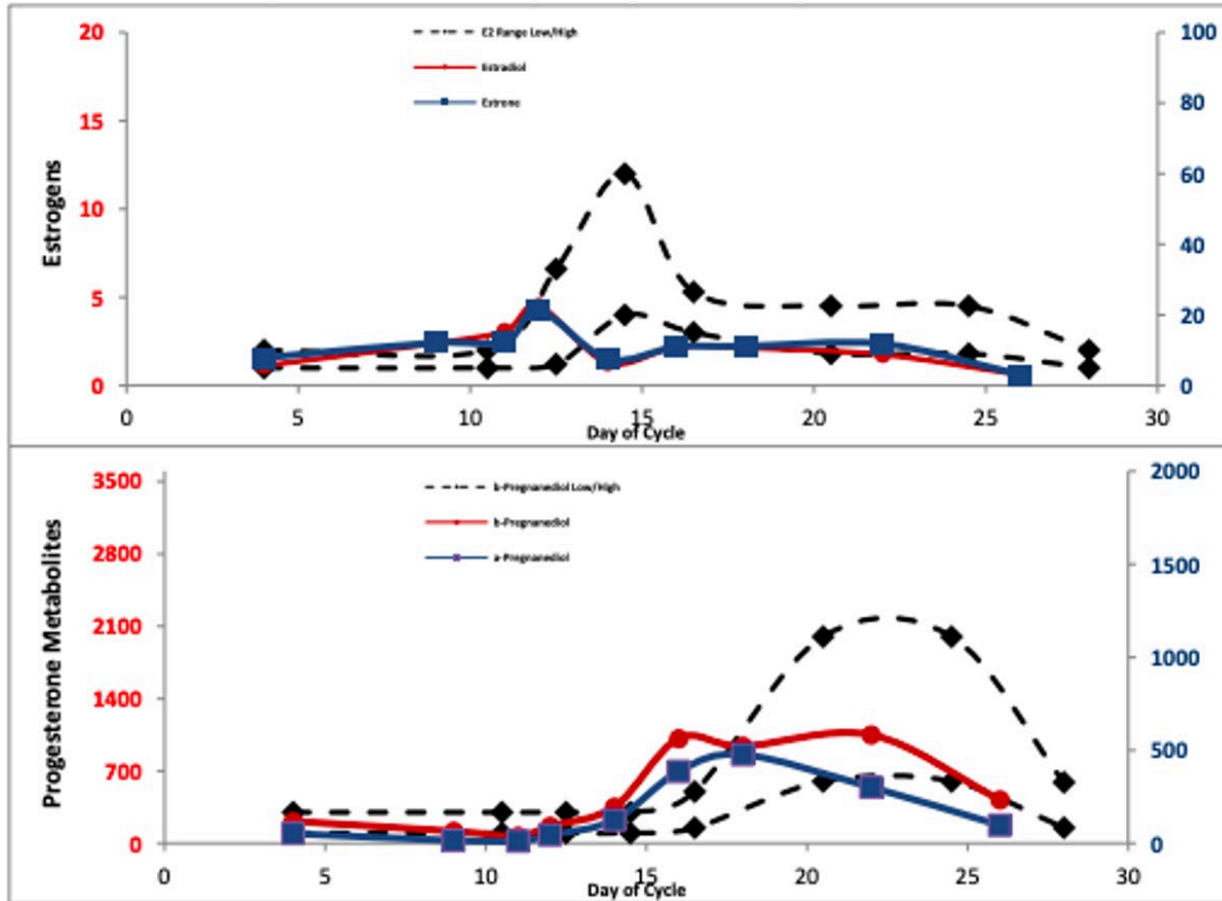 20
15
10
5
0
Estrogens
E2 Range Low/High
Estradiol
Estrone
100
80
60
40
20
0
0 5 10 15 20 25 30
Day of Cycle
3500
2800
2100
1400
700
0
Progesterone Metabolites
b-Pregnanediol Low/High
b-Pregnanediol
a-Pregnanediol
2000
1500
1000
500
0
0 5 10 15 20 25 30
Day of Cycle